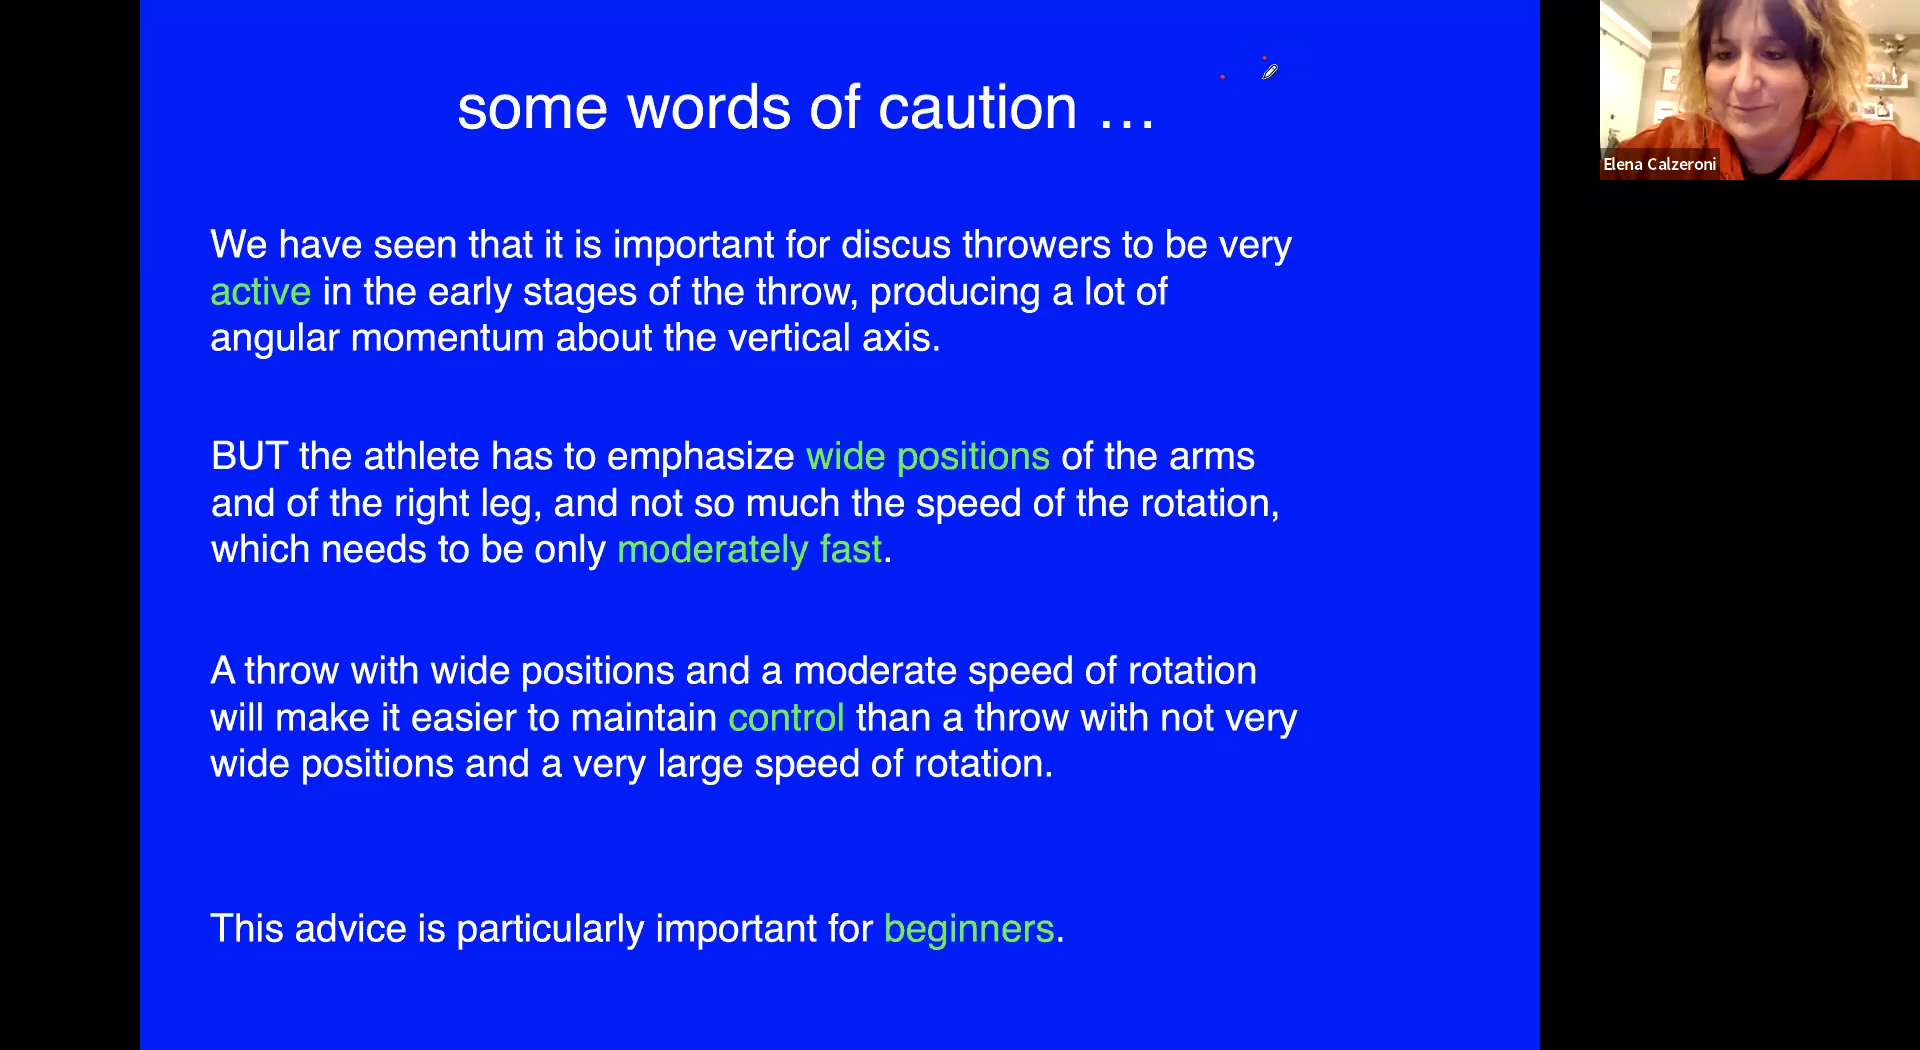 some words of caution …
We have seen that it is important for discus throwers to be very
active in the early stages of the throw, producing a lot of
angular momentum about the vertical axis.
BUT the athlete has to emphasize wide positions of the arms
and of the right leg, and not so much the speed of the rotation,
which needs to be only moderately fast.
A throw with wide positions and a moderate speed of rotation
will make it easier to maintain control than a throw with not very
wide positions and a very large speed of rotation.
This advice is particularly important for beginners.
Elena Calzeroni